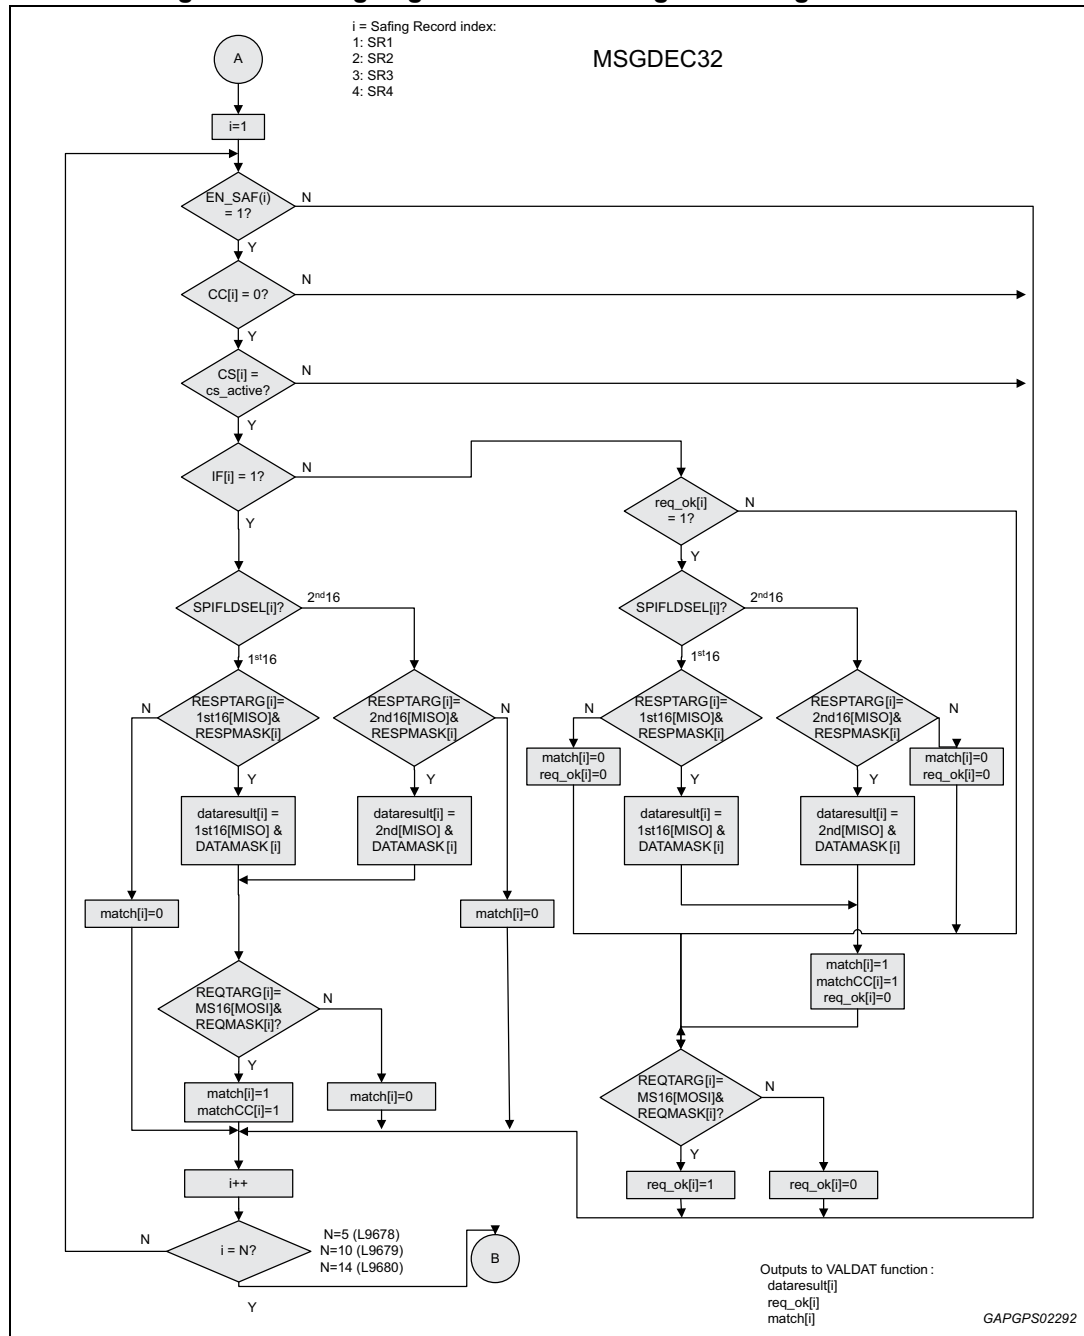 i = Safing Record index:
1: SR1
2: SR2
3: SR3
4: SR4
MSGDEC32
A
i=1
EN_SAF(i)
= 1?
N
Y
CC[i] = 0?
N
Y
CS[i] =
cs_active?
N
Y
IF[i] = 1?
N
Y
req_ok[i]
= 1?
N
Y
SPIFLDSEL[i]?
2nd16
1st16
SPIFLDSEL[i]?
2nd16
1st16
RESPTARG[i]=
1st16[MISO]&
RESPMASK[i]
N
Y
RESPTARG[i]=
2nd16[MISO]&
RESPMASK[i]
N
Y
RESPTARG[i]=
1st16[MISO]&
RESPMASK[i]
N
Y
RESPTARG[i]=
2nd16[MISO]&
RESPMASK[i]
N
Y
match[i]=0
req_ok[i]=0
match[i]=0
req_ok[i]=0
dataresult[i] =
1st16[MISO] &
DATAMASK[i]
dataresult[i] =
2nd[MISO] &
DATAMASK[i]
dataresult[i] =
1st16[MISO] &
DATAMASK[i]
dataresult[i] =
2nd[MISO] &
DATAMASK[i]
match[i]=0
match[i]=0
match[i]=1
matchCC[i]=1
req_ok[i]=0
REQTARG[i]=
MS16[MOSI]&
REQMASK[i]?
N
Y
match[i]=1
matchCC[i]=1
match[i]=0
REQTARG[i]=
MS16[MOSI]&
REQMASK[i]?
N
Y
req_ok[i]=1
req_ok[i]=0
i++
i = N?
N
Y
N=5 (L9678)
N=10 (L9679)
N=14 (L9680)
B
Outputs to VALDAT function :
dataresult[i]
req_ok[i]
match[i]
GAPGPS02292